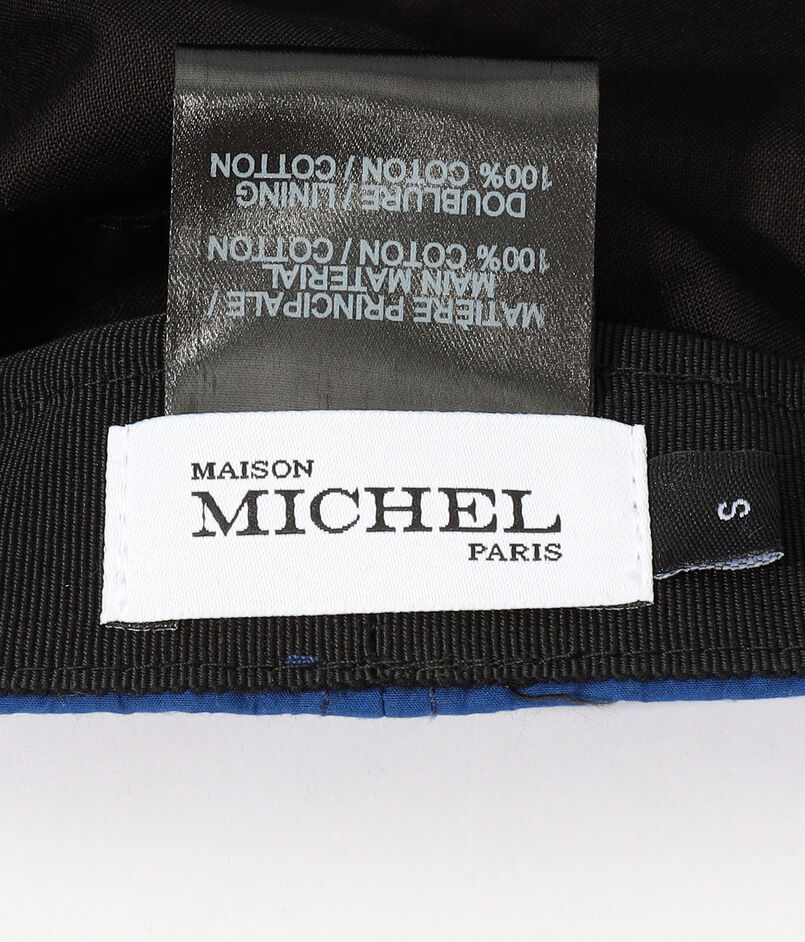 MATIÈRE PRINCIPALE /
MAIN MATERIAL
100% COTON / COTTON
DOUBLURE / LINING
100% COTON / COTTON
MAISON
MICHEL
PARIS
S